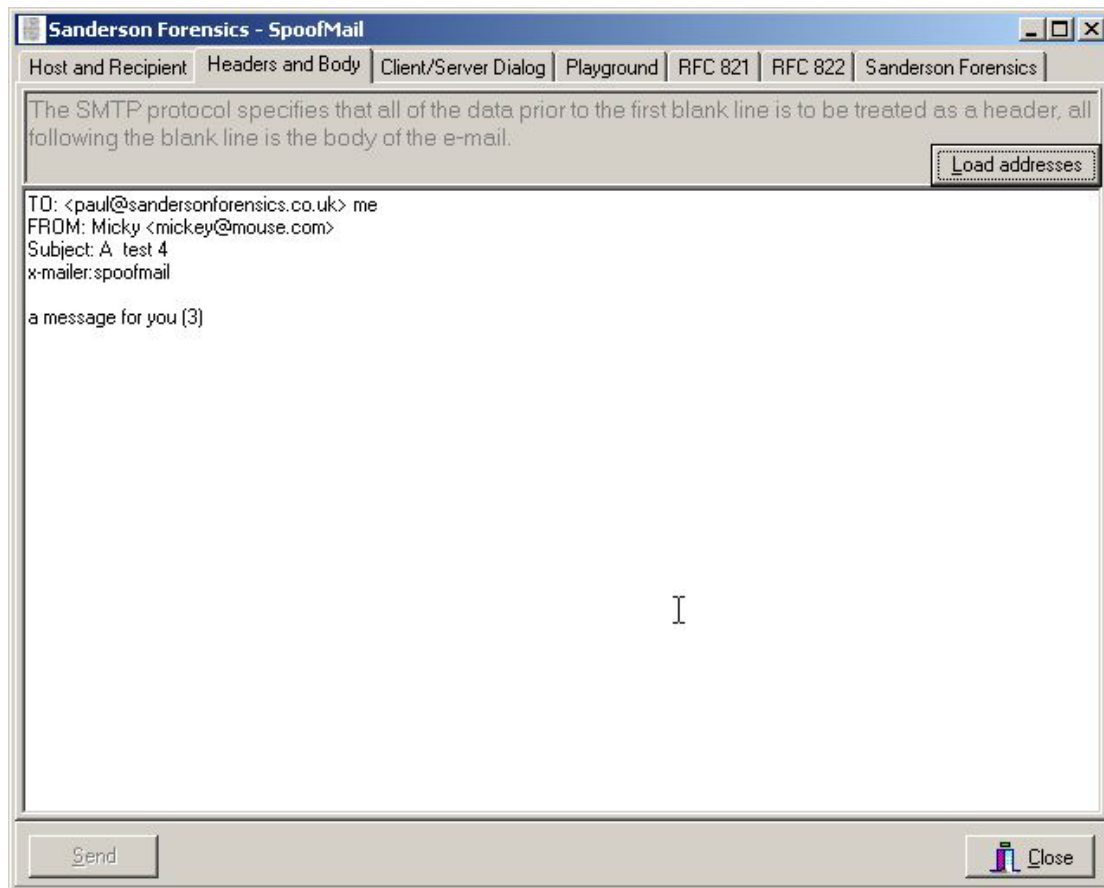 Sanderson Forensics - SpoofMail
Host and Recipient Headers and Body Client/Server Dialog Playground RFC 821 RFC 822 Sanderson Forensics
The SMTP protocol specifies that all of the data prior to the first blank line is to be treated as a header, all
following the blank line is the body of the e-mail.
Load addresses
TO: <paul@sandersonforensics.co.uk> me
FROM: Micky <mickey@mouse.com>
Subject: A  test 4
x-mailer:spoofmail
a message for you (3)
Send Close